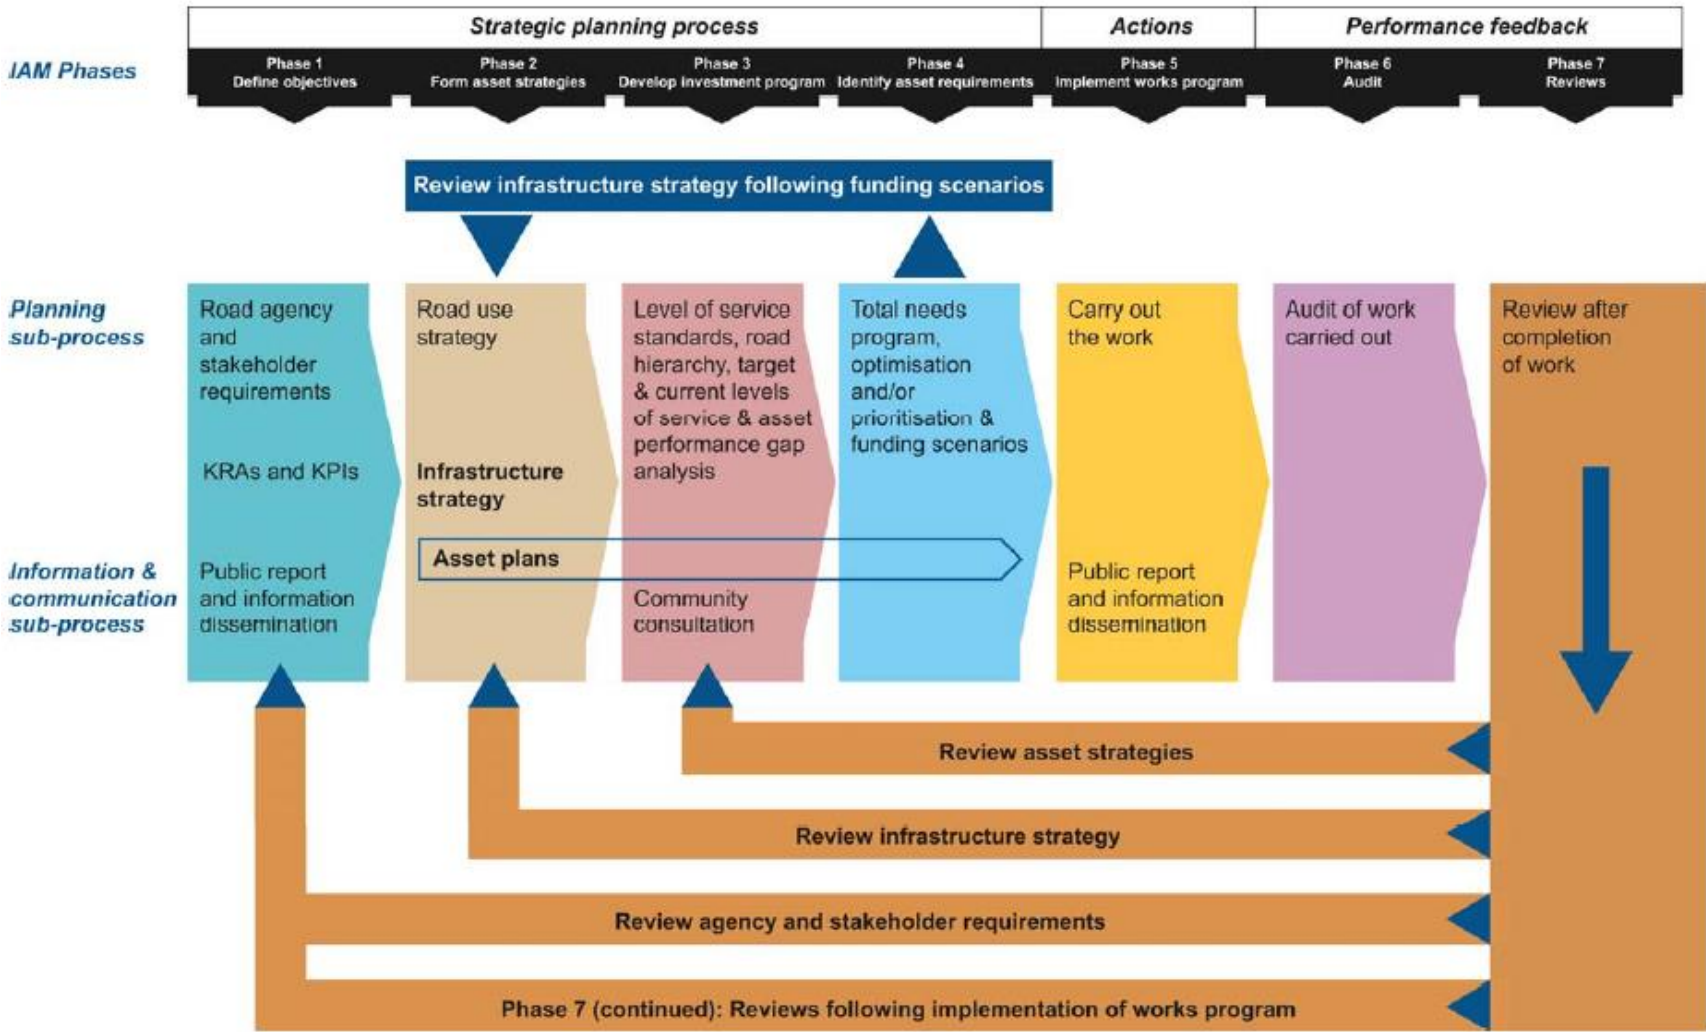 Strategic planning process
Actions
Performance feedback
IAM Phases
Phase 1
Define objectives
Phase 2
Form asset strategies
Phase 3
Develop investment program
Phase 4
Identify asset requirements
Phase 5
Implement works program
Phase 6
Audit
Phase 7
Reviews
Review infrastructure strategy following funding scenarios
Planning
sub-process
Road agency
and
stakeholder
requirements
KRAs and KPIs
Road use
strategy
Infrastructure
strategy
Level of service
standards, road
hierarchy, target
& current levels
of service & asset
performance gap
analysis
Total needs
program,
optimisation
and/or
prioritisation &
funding scenarios
Carry out
the work
Audit of work
carried out
Review after
completion
of work
Asset plans
Information &
communication
sub-process
Public report
and information
dissemination
Community
consultation
Public report
and information
dissemination
Review asset strategies
Review infrastructure strategy
Review agency and stakeholder requirements
Phase 7 (continued): Reviews following implementation of works program